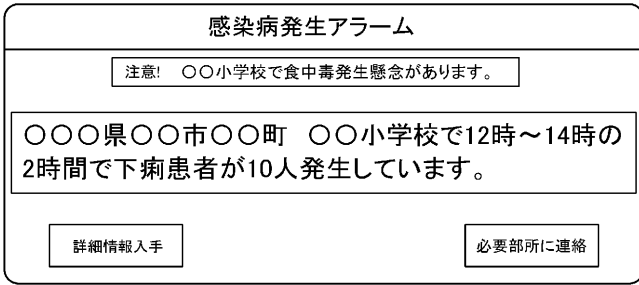 感染病発生アラーム
注意! ○○小学校で食中毒発生懸念があります。
○○○県○○市○○町 ○○小学校で12時～14時の
2時間で下痢患者が10人発生しています。
詳細情報入手
必要部所に連絡